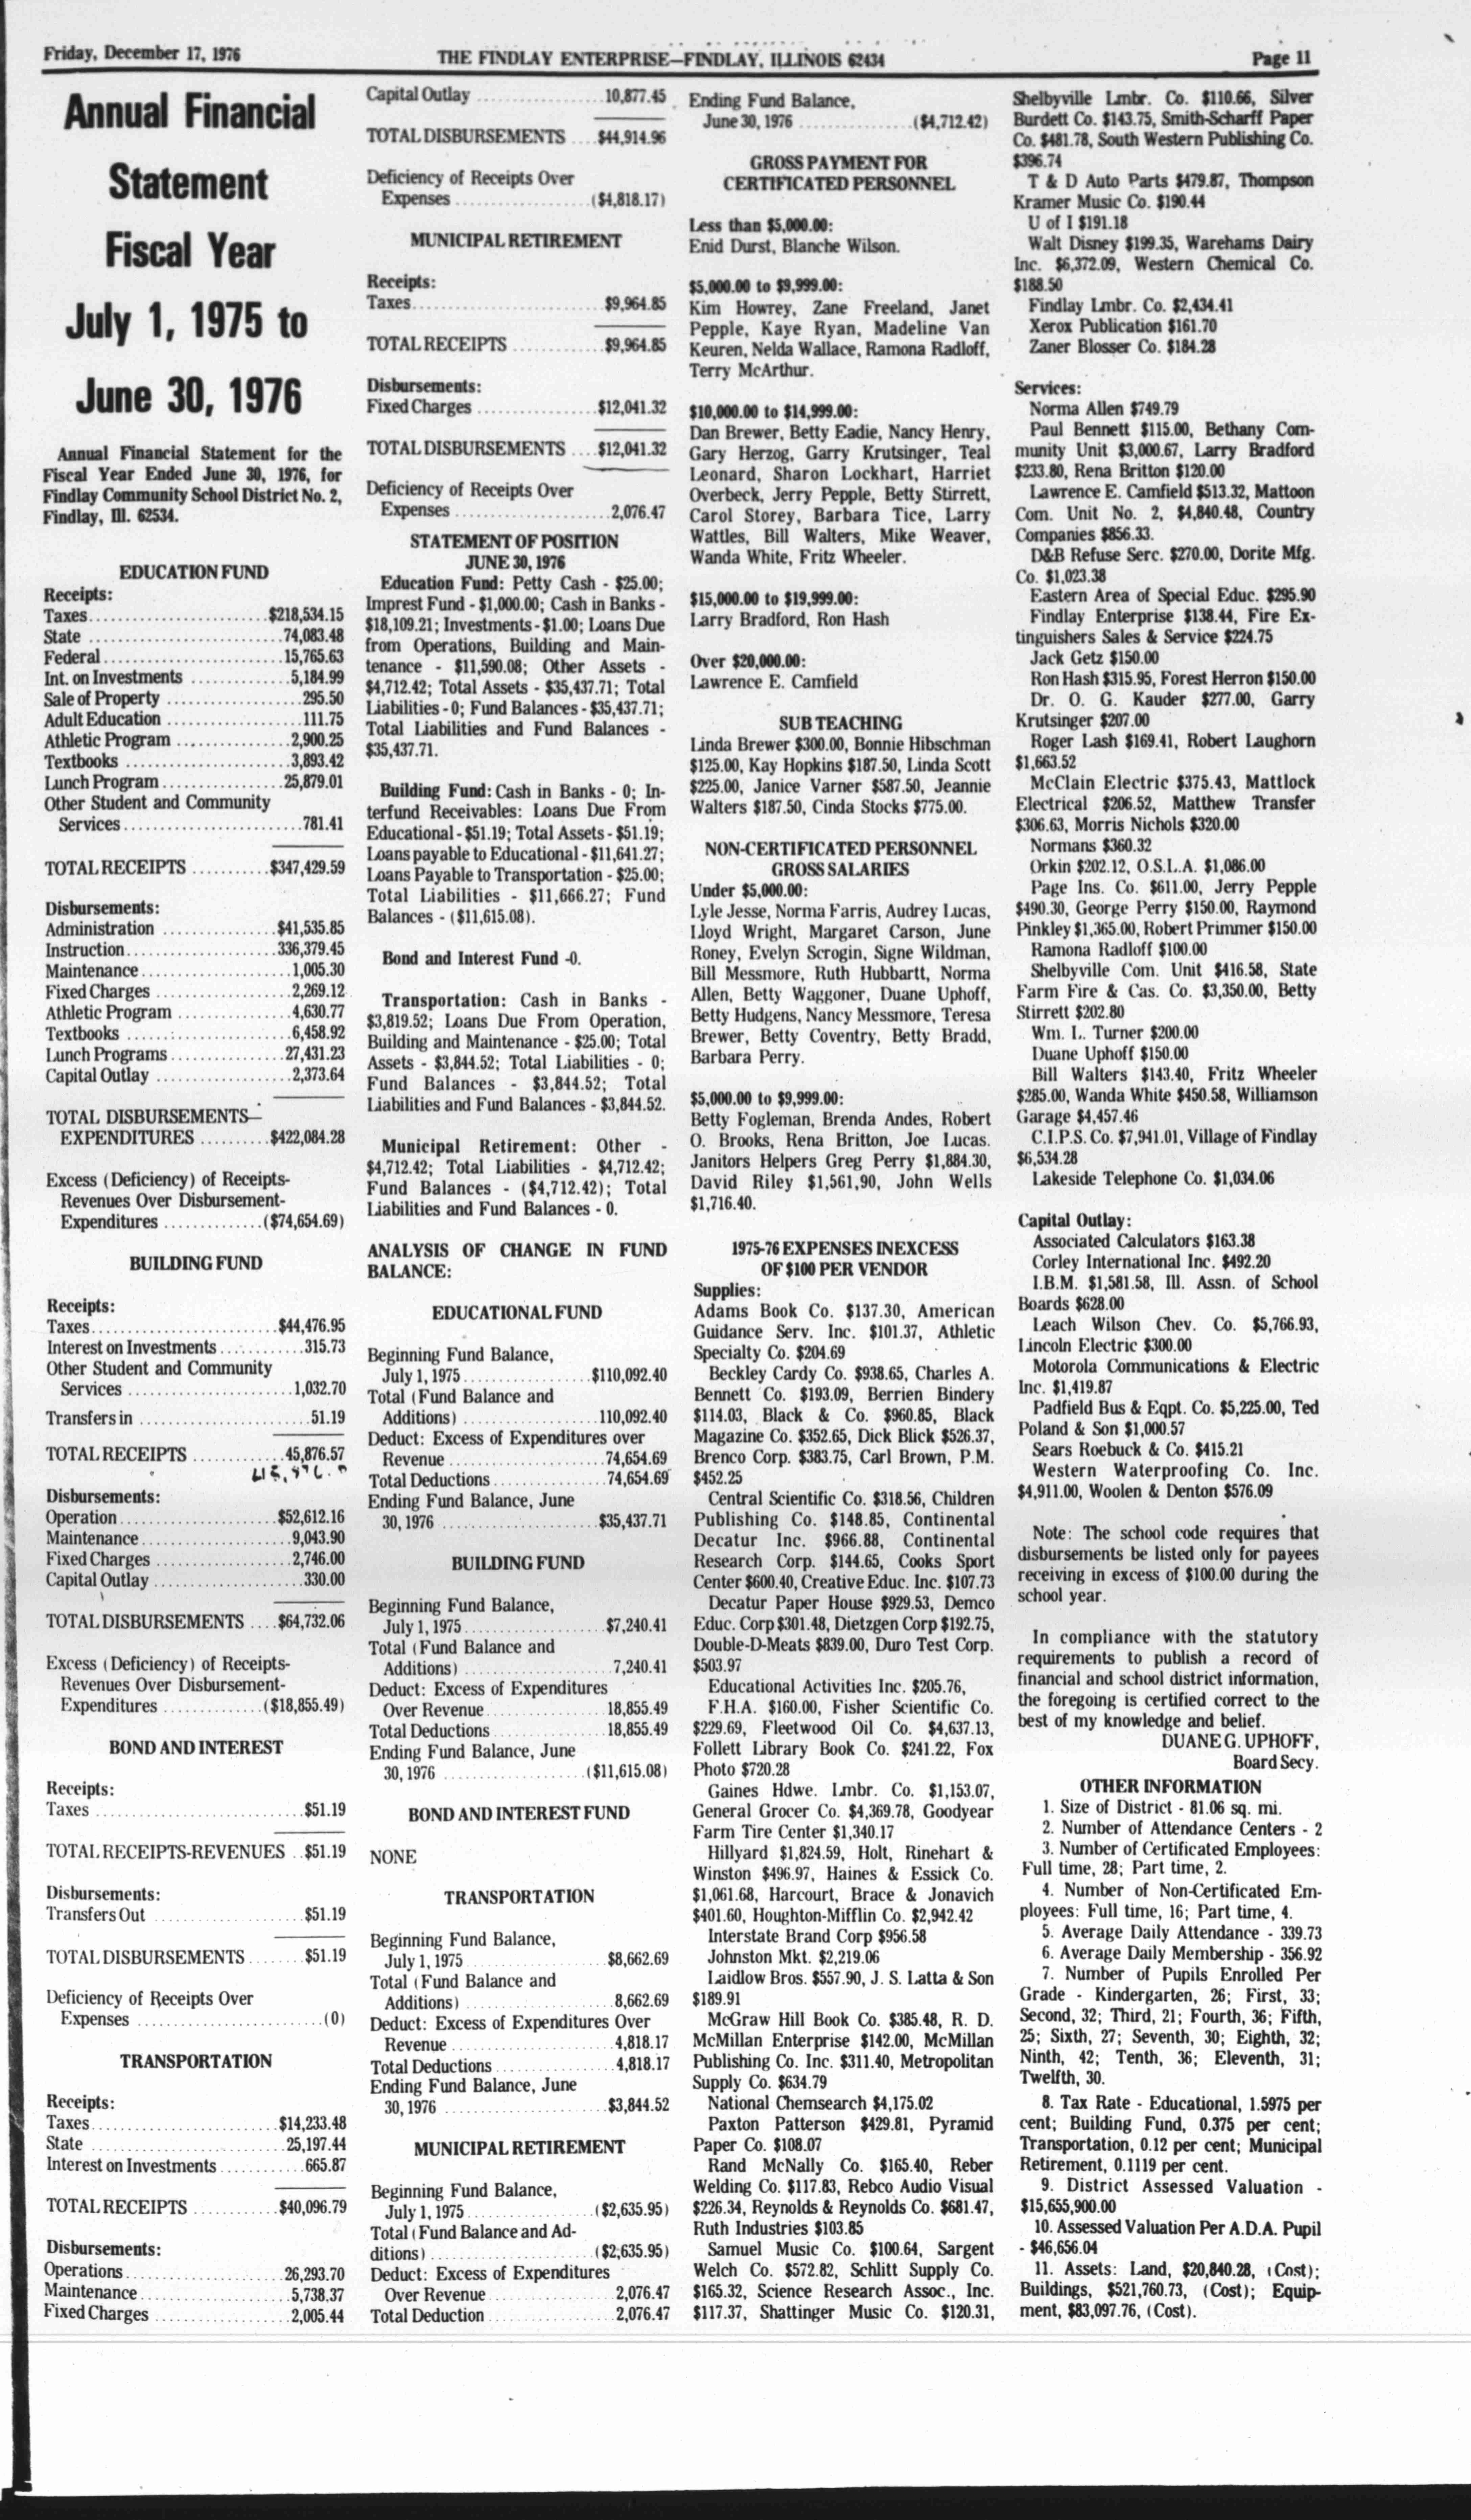 Friday, December 17, 1976
THE FINDLAY ENTERPRISE—FINDLAY, ILLINOIS 62434
Page 11
Annual Financial
Statement
Fiscal Year
July 1, 1975 to
June 30, 1976
Annual Financial Statement for the
Fiscal Year Ended June 30, 1976, for
Findlay Community School District No. 2,
Findlay, Ill. 62534.
EDUCATION FUND
Receipts:
Taxes..........$218,534.15
State..........74,083.48
Federal..........15,765.63
Int. on Investments..........5,184.99
Sale of Property..........295.50
Adult Education..........111.75
Athletic Program..........2,900.25
Textbooks..........3,893.42
Lunch Program..........25,879.01
Other Student and Community
Services..........781.41
TOTAL RECEIPTS..........$347,429.59
Disbursements:
Administration..........$41,535.85
Instruction..........336,379.45
Maintenance..........1,005.30
Fixed Charges..........2,269.12
Athletic Program..........4,630.77
Textbooks..........6,458.92
Lunch Programs..........27,431.23
Capital Outlay..........2,373.64
TOTAL DISBURSEMENTS—
EXPENDITURES..........$422,084.28
Excess (Deficiency) of Receipts-
Revenues Over Disbursement-
Expenditures..........($74,654.69)
BUILDING FUND
Receipts:
Taxes..........$44,476.95
Interest on Investments..........315.73
Other Student and Community
Services..........1,032.70
Transfers in..........51.19
TOTAL RECEIPTS..........45,876.57
Disbursements:
Operation..........$52,612.16
Maintenance..........9,043.90
Fixed Charges..........2,746.00
Capital Outlay..........330.00
TOTAL DISBURSEMENTS....$64,732.06
Excess (Deficiency) of Receipts-
Revenues Over Disbursement-
Expenditures..........($18,855.49)
BOND AND INTEREST
Receipts:
Taxes..........$51.19
TOTAL RECEIPTS-REVENUES..$51.19
Disbursements:
Transfers Out..........$51.19
TOTAL DISBURSEMENTS........$51.19
Deficiency of Receipts Over
Expenses..........(0)
TRANSPORTATION
Receipts:
Taxes..........$14,233.48
State..........25,197.44
Interest on Investments..........665.87
TOTAL RECEIPTS..........$40,096.79
Disbursements:
Operations..........26,293.70
Maintenance..........5,738.37
Fixed Charges..........2,005.44
Capital Outlay..........10,877.45
TOTAL DISBURSEMENTS....$44,914.96
Deficiency of Receipts Over
Expenses..........($4,818.17)
MUNICIPAL RETIREMENT
Receipts:
Taxes..........$9,964.85
TOTAL RECEIPTS..........$9,964.85
Disbursements:
Fixed Charges..........$12,041.32
TOTAL DISBURSEMENTS....$12,041.32
Deficiency of Receipts Over
Expenses..........2,076.47
STATEMENT OF POSITION
JUNE 30, 1976
Education Fund: Petty Cash - $25.00;
Imprest Fund - $1,000.00; Cash in Banks -
$18,109.21; Investments - $1.00; Loans Due
from Operations, Building and Main-
tenance - $11,590.08; Other Assets -
$4,712.42; Total Assets - $35,437.71; Total
Liabilities - 0; Fund Balances - $35,437.71;
Total Liabilities and Fund Balances -
$35,437.71.
Building Fund: Cash in Banks - 0; In-
terfund Receivables: Loans Due From
Educational - $51.19; Total Assets - $51.19;
Loans payable to Educational - $11,641.27;
Loans Payable to Transportation - $25.00;
Total Liabilities - $11,666.27; Fund
Balances - ($11,615.08).
Bond and Interest Fund -0.
Transportation: Cash in Banks -
$3,819.52; Loans Due From Operation,
Building and Maintenance - $25.00; Total
Assets - $3,844.52; Total Liabilities - 0;
Fund Balances - $3,844.52; Total
Liabilities and Fund Balances - $3,844.52.
Municipal Retirement: Other -
$4,712.42; Total Liabilities - $4,712.42;
Fund Balances - ($4,712.42); Total
Liabilities and Fund Balances - 0.
ANALYSIS OF CHANGE IN FUND
BALANCE:
EDUCATIONAL FUND
Beginning Fund Balance,
July 1, 1975..........$110,092.40
Total (Fund Balance and
Additions)..........110,092.40
Deduct: Excess of Expenditures over
Revenue..........74,654.69
Total Deductions..........74,654.69
Ending Fund Balance, June
30, 1976..........$35,437.71
BUILDING FUND
Beginning Fund Balance,
July 1, 1975..........$7,240.41
Total (Fund Balance and
Additions)..........7,240.41
Deduct: Excess of Expenditures
Over Revenue..........18,855.49
Total Deductions..........18,855.49
Ending Fund Balance, June
30, 1976..........($11,615.08)
BOND AND INTEREST FUND
NONE
TRANSPORTATION
Beginning Fund Balance,
July 1, 1975..........$8,662.69
Total (Fund Balance and
Additions)..........8,662.69
Deduct: Excess of Expenditures Over
Revenue..........4,818.17
Total Deductions..........4,818.17
Ending Fund Balance, June
30, 1976..........$3,844.52
MUNICIPAL RETIREMENT
Beginning Fund Balance,
July 1, 1975..........($2,635.95)
Total (Fund Balance and Ad-
ditions)..........($2,635.95)
Deduct: Excess of Expenditures
Over Revenue..........2,076.47
Total Deduction..........2,076.47
Ending Fund Balance,
June 30, 1976..........($4,712.42)
GROSS PAYMENT FOR
CERTIFICATED PERSONNEL
Less than $5,000.00:
Enid Durst, Blanche Wilson.
$5,000.00 to $9,999.00:
Kim Howrey, Zane Freeland, Janet
Pepple, Kaye Ryan, Madeline Van
Keuren, Nelda Wallace, Ramona Radloff,
Terry McArthur.
$10,000.00 to $14,999.00:
Dan Brewer, Betty Eadie, Nancy Henry,
Gary Herzog, Garry Krutsinger, Teal
Leonard, Sharon Lockhart, Harriet
Overbeck, Jerry Pepple, Betty Stirrett,
Carol Storey, Barbara Tice, Larry
Wattles, Bill Walters, Mike Weaver,
Wanda White, Fritz Wheeler.
$15,000.00 to $19,999.00:
Larry Bradford, Ron Hash
Over $20,000.00:
Lawrence E. Camfield
SUB TEACHING
Linda Brewer $300.00, Bonnie Hibschman
$125.00, Kay Hopkins $187.50, Linda Scott
$225.00, Janice Varner $587.50, Jeannie
Walters $187.50, Cinda Stocks $775.00.
NON-CERTIFICATED PERSONNEL
GROSS SALARIES
Under $5,000.00:
Lyle Jesse, Norma Farris, Audrey Lucas,
Lloyd Wright, Margaret Carson, June
Roney, Evelyn Scrogin, Signe Wildman,
Bill Messmore, Ruth Hubbartt, Norma
Allen, Betty Waggoner, Duane Uphoff,
Betty Hudgens, Nancy Messmore, Teresa
Brewer, Betty Coventry, Betty Bradd,
Barbara Perry.
$5,000.00 to $9,999.00:
Betty Fogleman, Brenda Andes, Robert
O. Brooks, Rena Britton, Joe Lucas.
Janitors Helpers Greg Perry $1,884.30,
David Riley $1,561,90, John Wells
$1,716.40.
1975-76 EXPENSES IN EXCESS
OF $100 PER VENDOR
Supplies:
Adams Book Co. $137.30, American
Guidance Serv. Inc. $101.37, Athletic
Specialty Co. $204.69
Beckley Cardy Co. $938.65, Charles A.
Bennett Co. $193.09, Berrien Bindery
$114.03, Black & Co. $960.85, Black
Magazine Co. $352.65, Dick Blick $526.37,
Brenco Corp. $383.75, Carl Brown, P.M.
$452.25
Central Scientific Co. $318.56, Children
Publishing Co. $148.85, Continental
Decatur Inc. $966.88, Continental
Research Corp. $144.65, Cooks Sport
Center $600.40, Creative Educ. Inc. $107.73
Decatur Paper House $929.53, Demco
Educ. Corp $301.48, Dietzgen Corp $192.75,
Double-D-Meats $839.00, Duro Test Corp.
$503.97
Educational Activities Inc. $205.76,
F.H.A. $160.00, Fisher Scientific Co.
$229.69, Fleetwood Oil Co. $4,637.13,
Follett Library Book Co. $241.22, Fox
Photo $720.28
Gaines Hdwe. Lmbr. Co. $1,153.07,
General Grocer Co. $4,369.78, Goodyear
Farm Tire Center $1,340.17
Hillyard $1,824.59, Holt, Rinehart &
Winston $496.97, Haines & Essick Co.
$1,061.68, Harcourt, Brace & Jonavich
$401.60, Houghton-Mifflin Co. $2,942.42
Interstate Brand Corp $956.58
Johnston Mkt. $2,219.06
Laidlow Bros. $557.90, J. S. Latta & Son
$189.91
McGraw Hill Book Co. $385.48, R. D.
McMillan Enterprise $142.00, McMillan
Publishing Co. Inc. $311.40, Metropolitan
Supply Co. $634.79
National Chemsearch $4,175.02
Paxton Patterson $429.81, Pyramid
Paper Co. $108.07
Rand McNally Co. $165.40, Reber
Welding Co. $117.83, Rebco Audio Visual
$226.34, Reynolds & Reynolds Co. $681.47,
Ruth Industries $103.85
Samuel Music Co. $100.64, Sargent
Welch Co. $572.82, Schlitt Supply Co.
$165.32, Science Research Assoc., Inc.
$117.37, Shattinger Music Co. $120.31,
Shelbyville Lmbr. Co. $110.66, Silver
Burdett Co. $143.75, Smith-Scharff Paper
Co. $481.78, South Western Publishing Co.
$396.74
T & D Auto Parts $479.87, Thompson
Kramer Music Co. $190.44
U of I $191.18
Walt Disney $199.35, Warehams Dairy
Inc. $6,372.09, Western Chemical Co.
$188.50
Findlay Lmbr. Co. $2,434.41
Xerox Publication $161.70
Zaner Blosser Co. $184.28
Services:
Norma Allen $749.79
Paul Bennett $115.00, Bethany Com-
munity Unit $3,000.67, Larry Bradford
$233.80, Rena Britton $120.00
Lawrence E. Camfield $513.32, Mattoon
Com. Unit No. 2, $4,840.48, Country
Companies $856.33.
D&B Refuse Serc. $270.00, Dorite Mfg.
Co. $1,023.38
Eastern Area of Special Educ. $295.90
Findlay Enterprise $138.44, Fire Ex-
tinguishers Sales & Service $224.75
Jack Getz $150.00
Ron Hash $315.95, Forest Herron $150.00
Dr. O. G. Kauder $277.00, Garry
Krutsinger $207.00
Roger Lash $169.41, Robert Laughorn
$1,663.52
McClain Electric $375.43, Mattlock
Electrical $206.52, Matthew Transfer
$306.63, Morris Nichols $320.00
Normans $360.32
Orkin $202.12, O.S.L.A. $1,086.00
Page Ins. Co. $611.00, Jerry Pepple
$490.30, George Perry $150.00, Raymond
Pinkley $1,365.00, Robert Primmer $150.00
Ramona Radloff $100.00
Shelbyville Com. Unit $416.58, State
Farm Fire & Cas. Co. $3,350.00, Betty
Stirrett $202.80
Wm. L. Turner $200.00
Duane Uphoff $150.00
Bill Walters $143.40, Fritz Wheeler
$285.00, Wanda White $450.58, Williamson
Garage $4,457.46
C.I.P.S. Co. $7,941.01, Village of Findlay
$6,534.28
Lakeside Telephone Co. $1,034.06
Capital Outlay:
Associated Calculators $163.38
Corley International Inc. $492.20
I.B.M. $1,581.58, Ill. Assn. of School
Boards $628.00
Leach Wilson Chev. Co. $5,766.93,
Lincoln Electric $300.00
Motorola Communications & Electric
Inc. $1,419.87
Padfield Bus & Eqpt. Co. $5,225.00, Ted
Poland & Son $1,000.57
Sears Roebuck & Co. $415.21
Western Waterproofing Co. Inc.
$4,911.00, Woolen & Denton $576.09
Note: The school code requires that
disbursements be listed only for payees
receiving in excess of $100.00 during the
school year.
In compliance with the statutory
requirements to publish a record of
financial and school district information,
the foregoing is certified correct to the
best of my knowledge and belief.
DUANE G. UPHOFF,
Board Secy.
OTHER INFORMATION
1. Size of District - 81.06 sq. mi.
2. Number of Attendance Centers - 2
3. Number of Certificated Employees:
Full time, 28; Part time, 2.
4. Number of Non-Certificated Em-
ployees: Full time, 16; Part time, 4.
5. Average Daily Attendance - 339.73
6. Average Daily Membership - 356.92
7. Number of Pupils Enrolled Per
Grade - Kindergarten, 26; First, 33;
Second, 32; Third, 21; Fourth, 36; Fifth,
25; Sixth, 27; Seventh, 30; Eighth, 32;
Ninth, 42; Tenth, 36; Eleventh, 31;
Twelfth, 30.
8. Tax Rate - Educational, 1.5975 per
cent; Building Fund, 0.375 per cent;
Transportation, 0.12 per cent; Municipal
Retirement, 0.1119 per cent.
9. District Assessed Valuation -
$15,655,900.00
10. Assessed Valuation Per A.D.A. Pupil
- $46,656.04
11. Assets: Land, $20,840.28, (Cost);
Buildings, $521,760.73, (Cost); Equip-
ment, $83,097.76, (Cost).